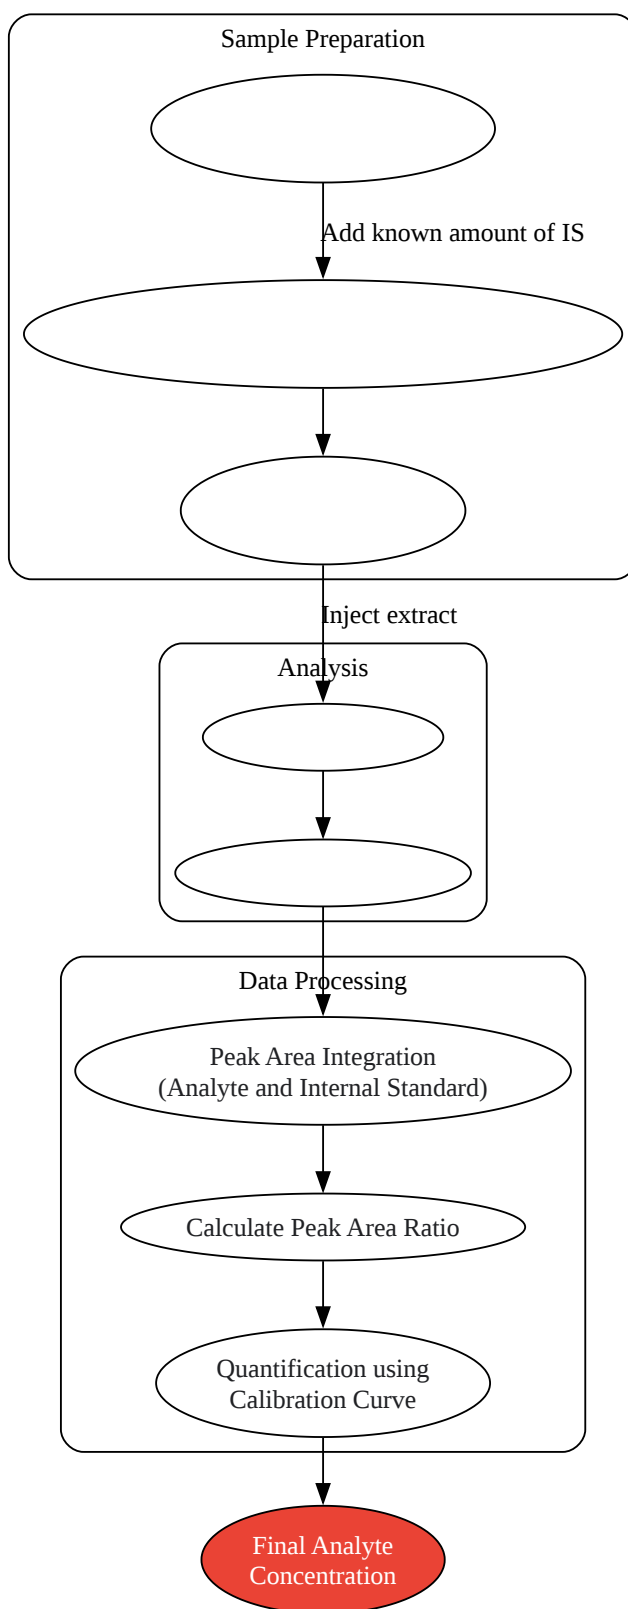 Sample Preparation
Add known amount of IS
Inject extract
Analysis
Data Processing
Peak Area Integration
(Analyte and Internal Standard)
Calculate Peak Area Ratio
Quantification using
Calibration Curve
Final Analyte
Concentration